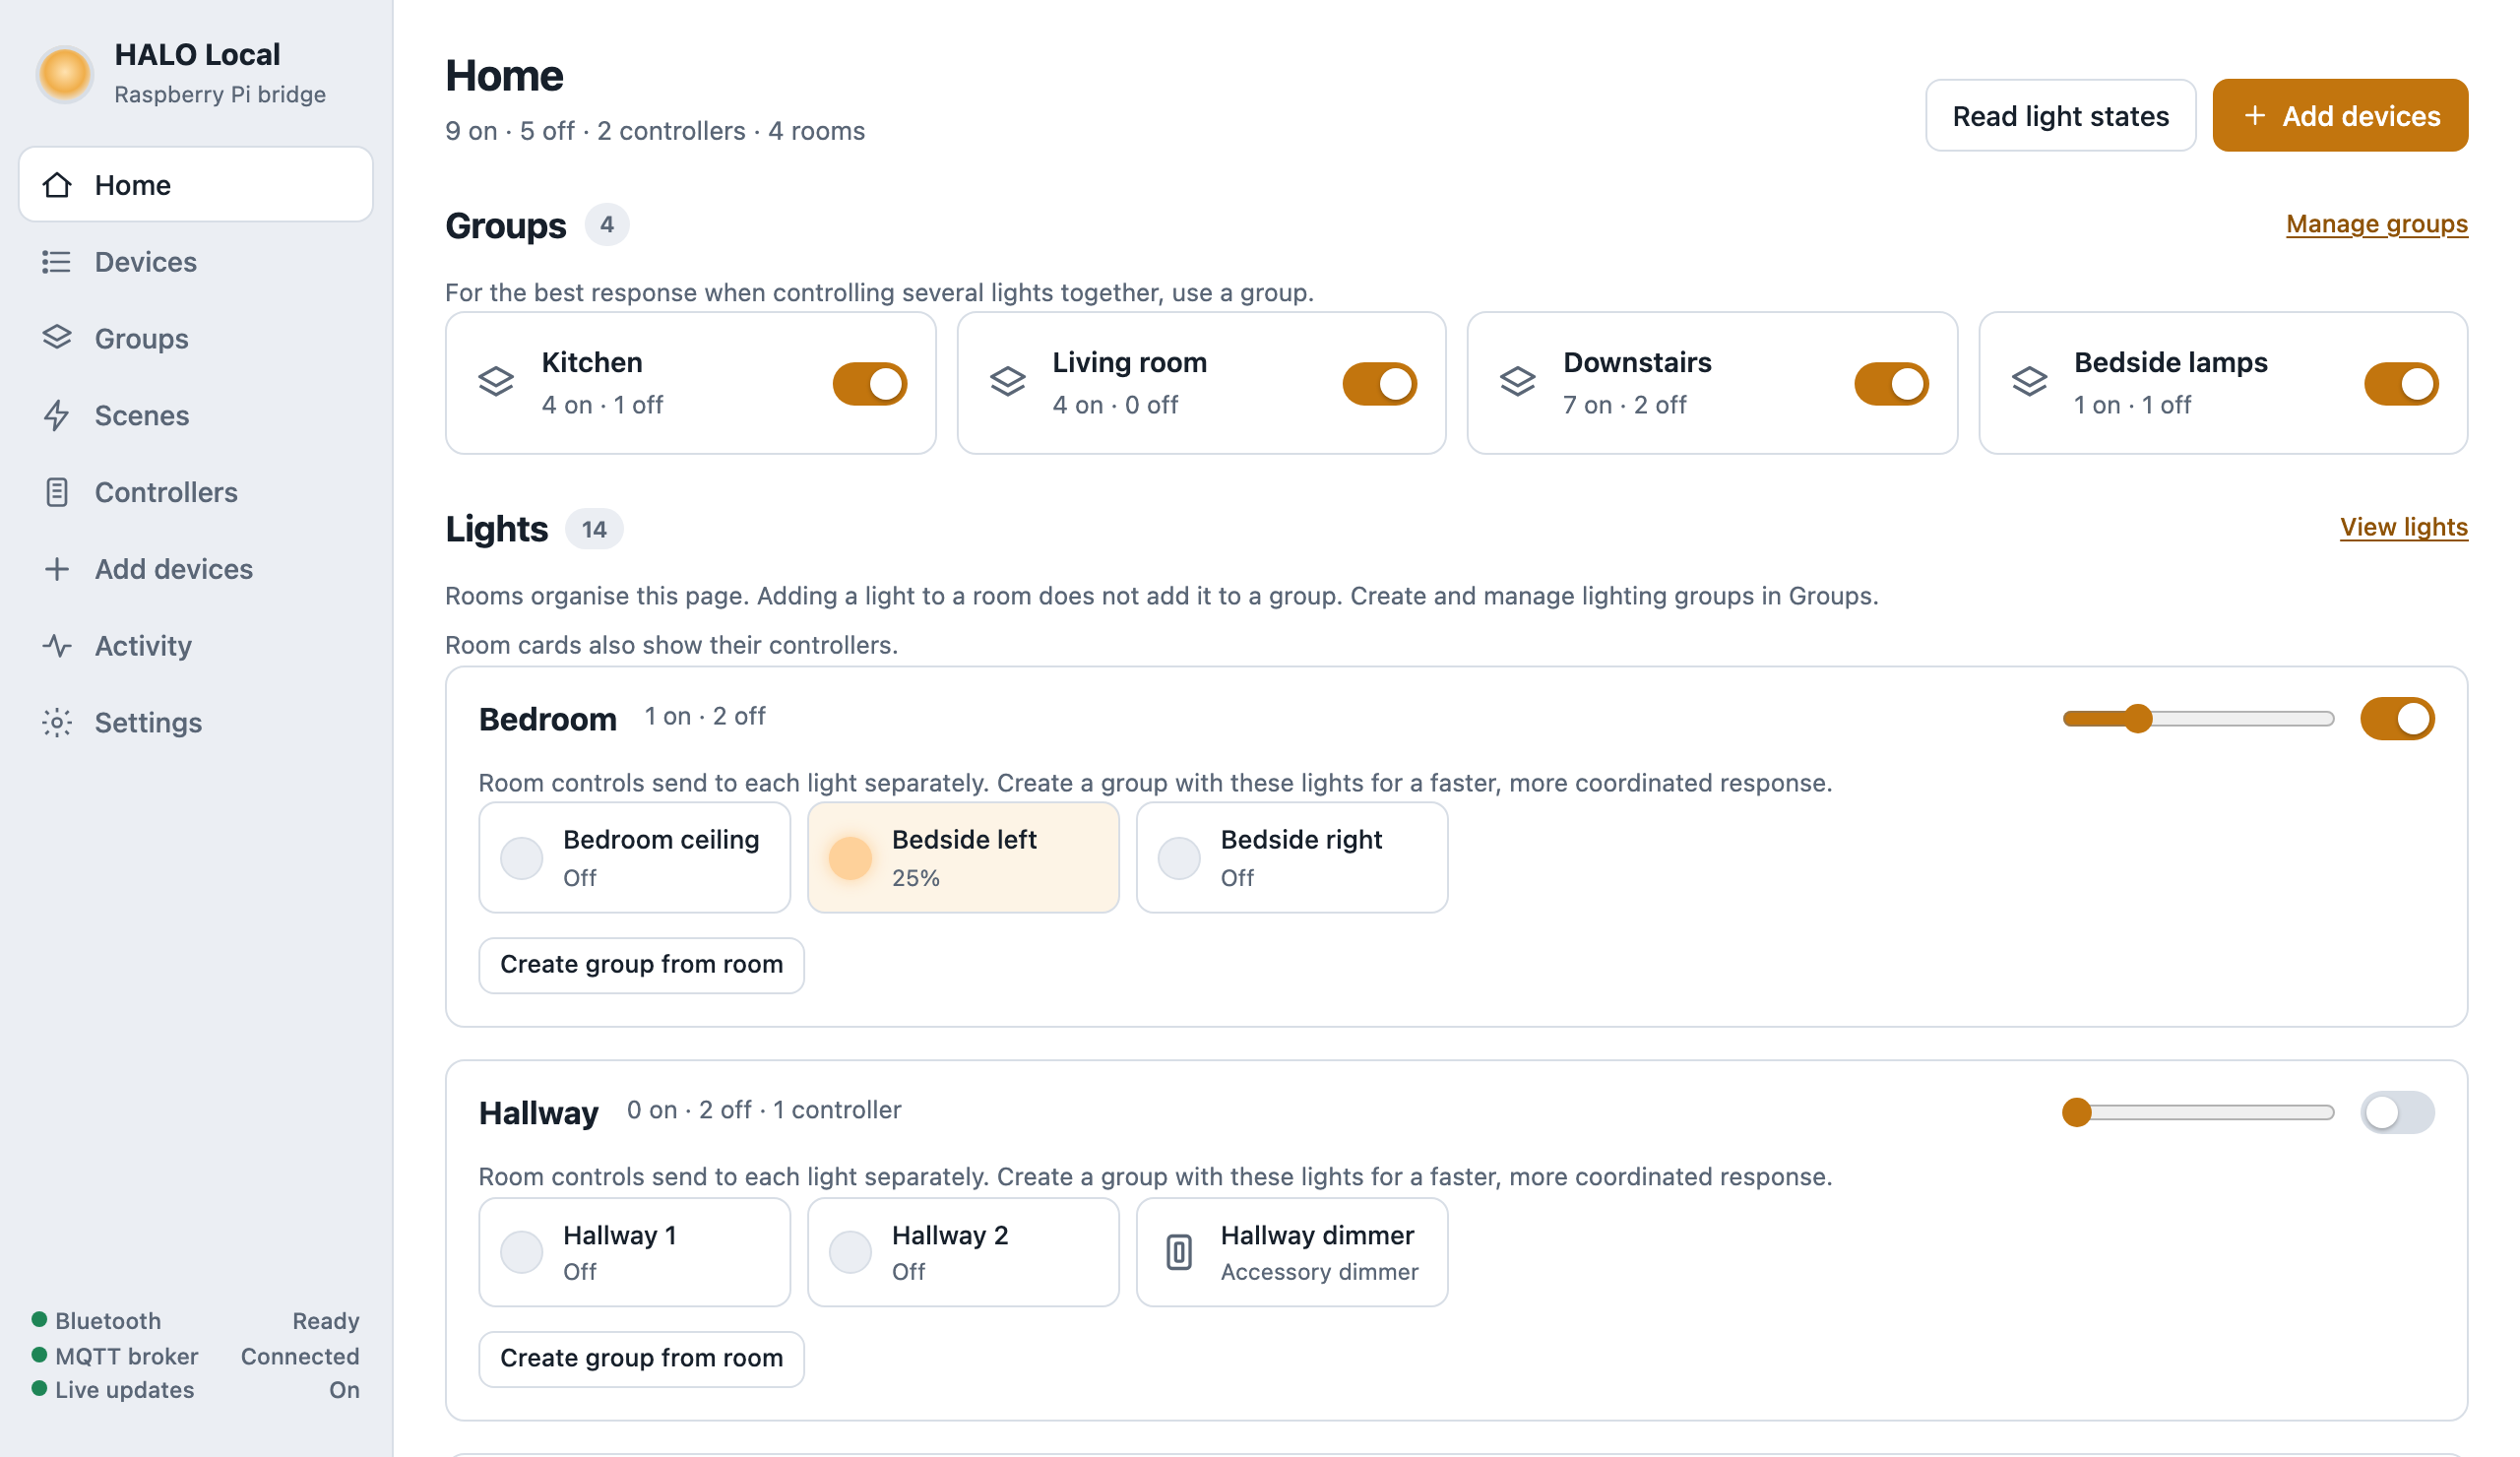 HALO Local
Raspberry Pi bridge
Home
Devices
Groups
Scenes
Controllers
Add devices
Activity
Settings
Bluetooth Ready
MQTT broker Connected
Live updates On
Home
9 on · 5 off · 2 controllers · 4 rooms
Read light states
+ Add devices
Groups 4
Manage groups
For the best response when controlling several lights together, use a group.
Kitchen
4 on · 1 off
Living room
4 on · 0 off
Downstairs
7 on · 2 off
Bedside lamps
1 on · 1 off
Lights 14
View lights
Rooms organise this page. Adding a light to a room does not add it to a group. Create and manage lighting groups in Groups.
Room cards also show their controllers.
Bedroom 1 on · 2 off
Room controls send to each light separately. Create a group with these lights for a faster, more coordinated response.
Bedroom ceiling
Off
Bedside left
25%
Bedside right
Off
Create group from room
Hallway 0 on · 2 off · 1 controller
Room controls send to each light separately. Create a group with these lights for a faster, more coordinated response.
Hallway 1
Off
Hallway 2
Off
Hallway dimmer
Accessory dimmer
Create group from room